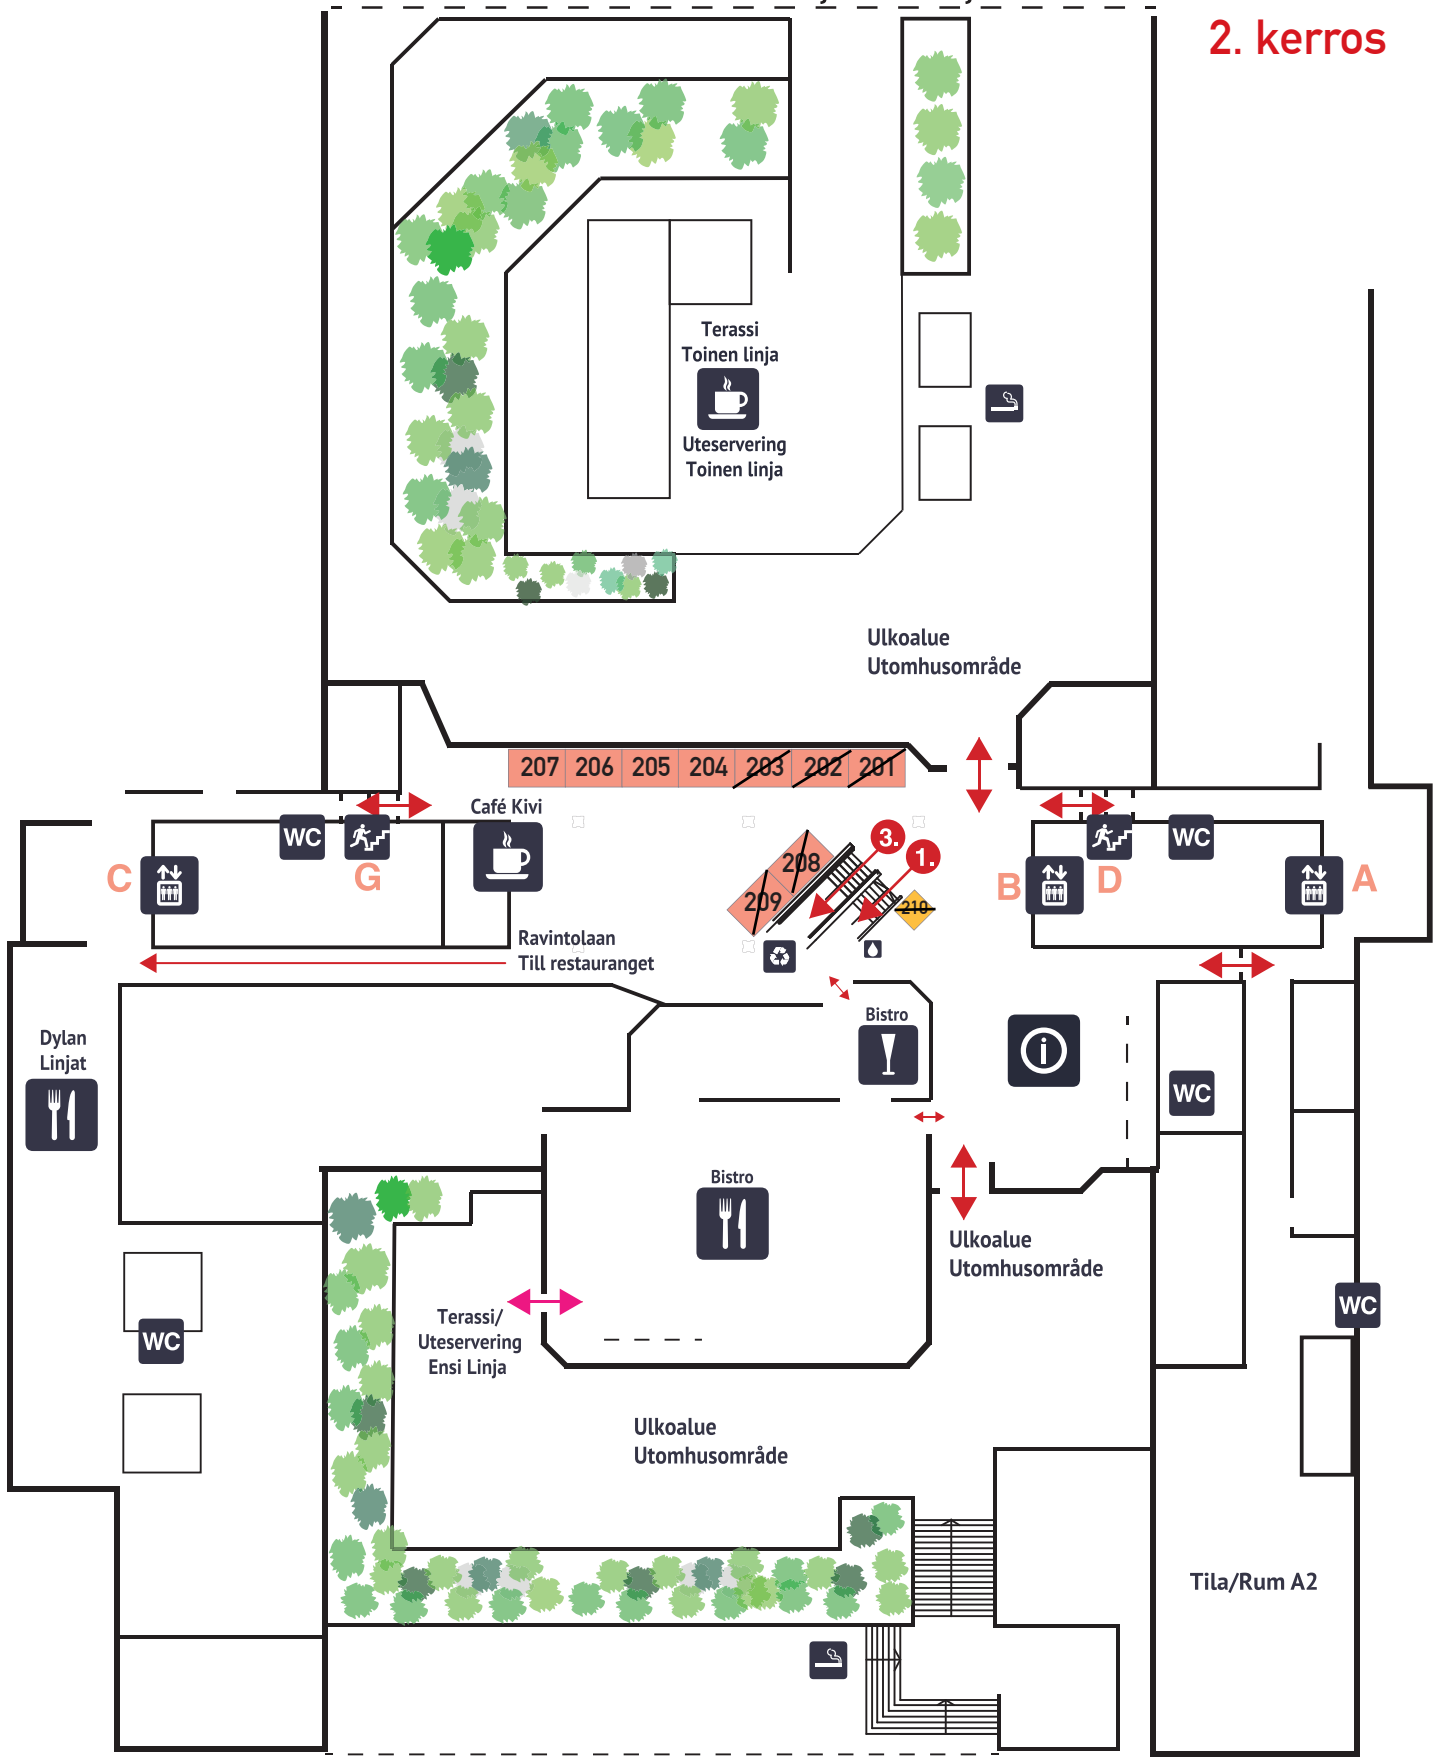 2. kerros
Terassi
Toinen linja
Uteservering
Toinen linja
Ulkoalue
Utomhusområde
207 206 205 204 203 202 201
Café Kivi
WC
G
C
208
209
3.
1.
210
B
D
WC
A
Ravintolaan
Till restauranget
Dylan
Linjat
Bistro
i
WC
Bistro
Ulkoalue
Utomhusområde
WC
WC
Terassi/
Uteservering
Ensi Linja
Ulkoalue
Utomhusområde
Tila/Rum A2